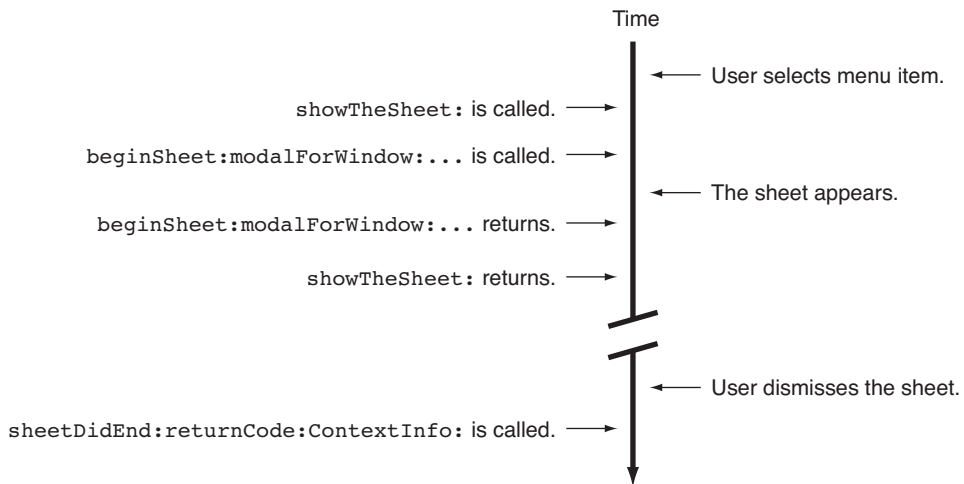 Time
User selects menu item.
showTheSheet: is called.
beginSheet:modalForWindow:... is called.
The sheet appears.
beginSheet:modalForWindow:... returns.
showTheSheet: returns.
User dismisses the sheet.
sheetDidEnd:returnCode:ContextInfo: is called.